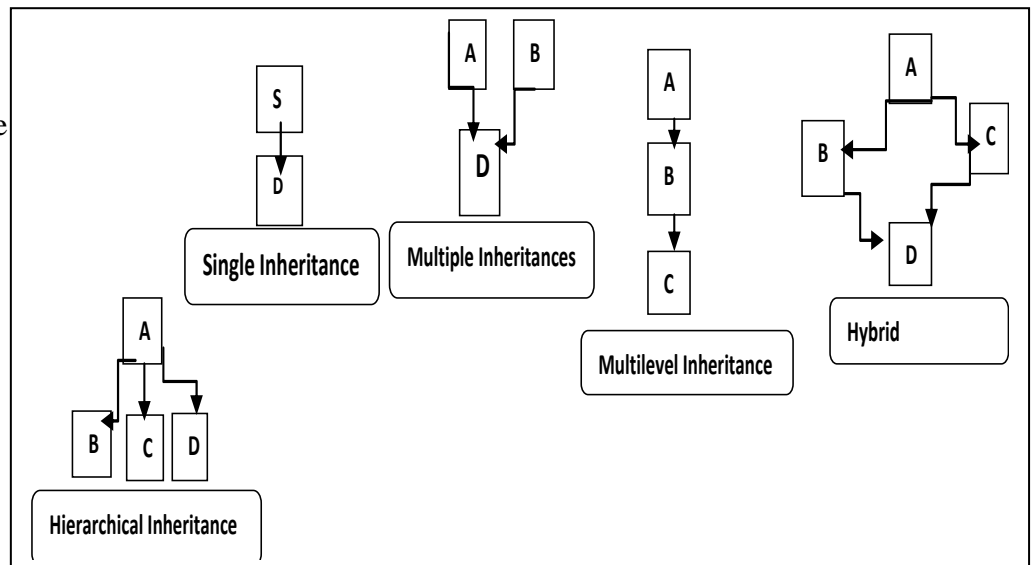 e
S
D
Single Inheritance
A
B
D
Multiple Inheritances
A
B
C
Multilevel Inheritance
A
B
C
D
Hybrid
A
B
C
D
Hierarchical Inheritance